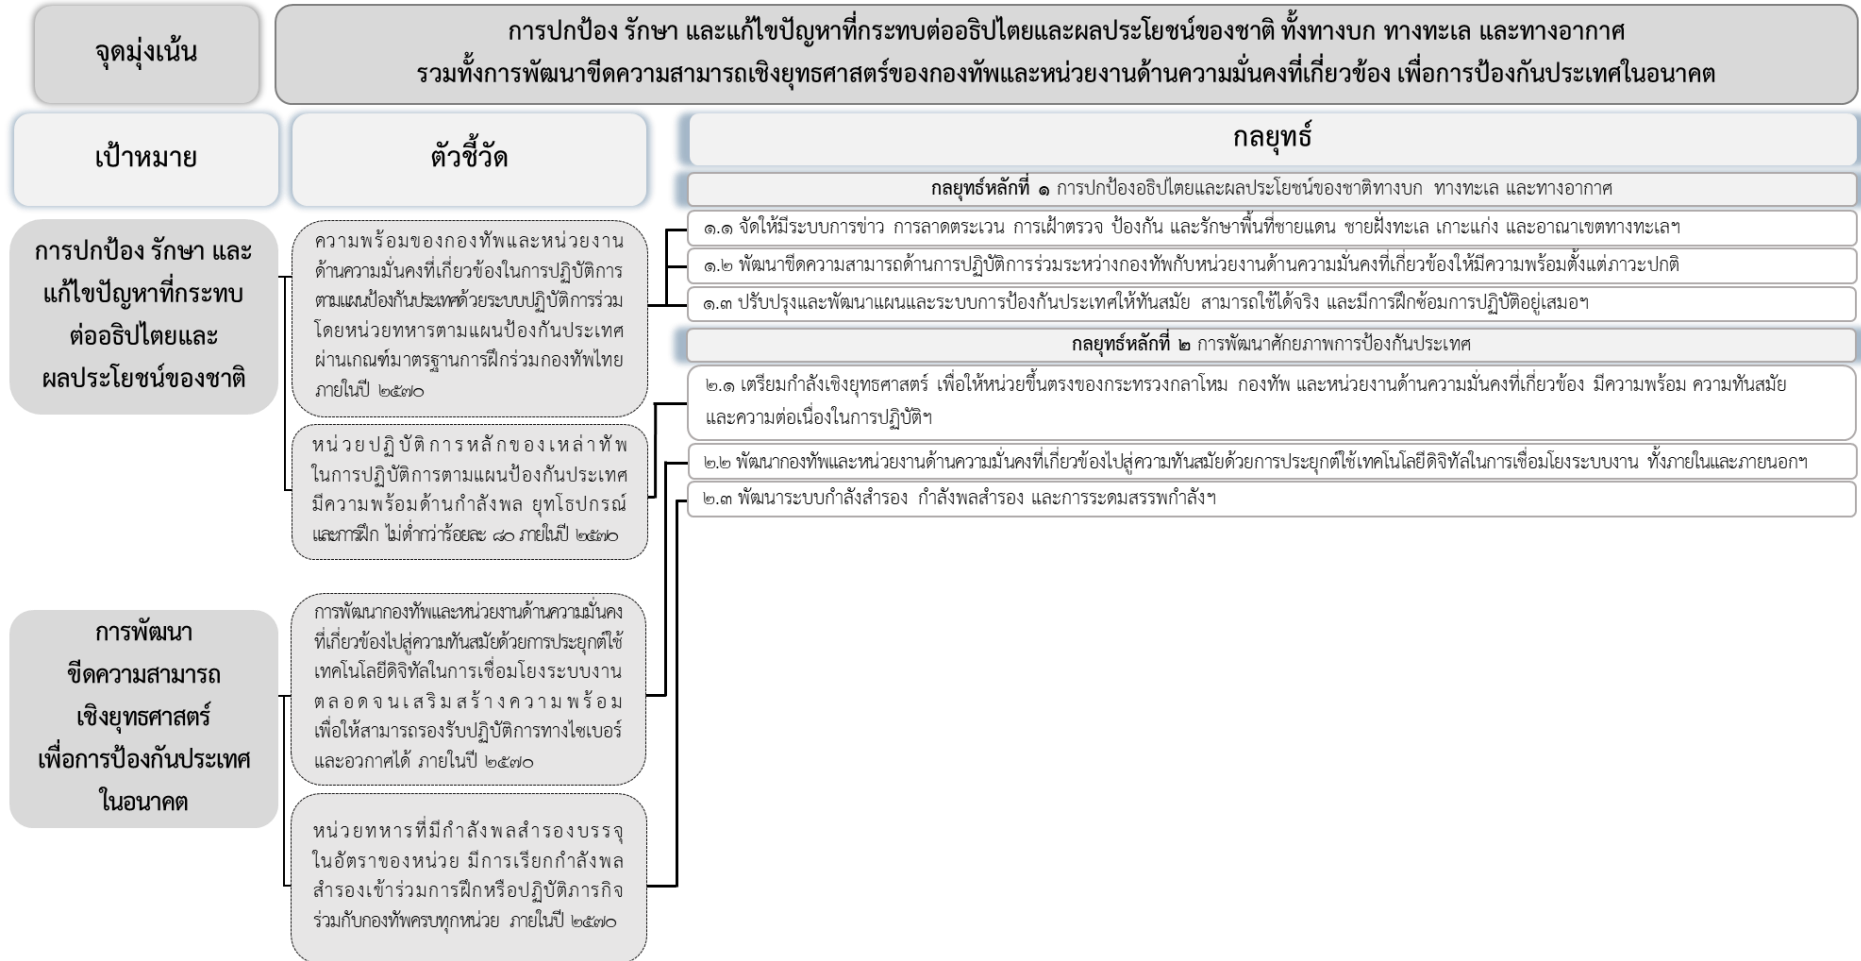 จุดมุ่งเน้น
การปกป้อง รักษา และแก้ไขปัญหาที่กระทบต่ออธิปไตยและผลประโยชน์ของชาติ ทั้งทางบก ทางทะเล และทางอากาศ
รวมทั้งการพัฒนาขีดความสามารถเชิงยุทธศาสตร์ของกองทัพและหน่วยงานด้านความมั่นคงที่เกี่ยวข้อง เพื่อการป้องกันประเทศในอนาคต
เป้าหมาย
ตัวชี้วัด
กลยุทธ์
การปกป้อง รักษา และ
แก้ไขปัญหาที่กระทบ
ต่ออธิปไตยและ
ผลประโยชน์ของชาติ
ความพร้อมของกองทัพและหน่วยงาน
ด้านความมั่นคงที่เกี่ยวข้องในการปฏิบัติการ
ตามแผนป้องกันประเทศด้วยระบบปฏิบัติการร่วม
โดยหน่วยทหารตามแผนป้องกันประเทศ
ผ่านเกณฑ์มาตรฐานการฝึกร่วมกองทัพไทย
ภายในปี ๒๕๗๐
หน่วยปฏิบัติการหลักของเหล่าทัพ
ในการปฏิบัติการตามแผนป้องกันประเทศ
มีความพร้อมด้านกำลังพล ยุทโธปกรณ์
และการฝึก ไม่ต่ำกว่าร้อยละ ๘๐ ภายในปี ๒๕๗๐
กลยุทธ์หลักที่ ๑ การปกป้องอธิปไตยและผลประโยชน์ของชาติทางบก ทางทะเล และทางอากาศ
๑.๑ จัดให้มีระบบการข่าว การลาดตระเวน การเฝ้าตรวจ ป้องกัน และรักษาพื้นที่ชายแดน ชายฝั่งทะเล เกาะแก่ง และอาณาเขตทางทะเลฯ
๑.๒ พัฒนาขีดความสามารถด้านการปฏิบัติการร่วมระหว่างกองทัพกับหน่วยงานด้านความมั่นคงที่เกี่ยวข้องให้มีความพร้อมตั้งแต่ภาวะปกติ
๑.๓ ปรับปรุงและพัฒนาแผนและระบบการป้องกันประเทศให้ทันสมัย สามารถใช้ได้จริง และมีการฝึกซ้อมการปฏิบัติอยู่เสมอฯ
กลยุทธ์หลักที่ ๒ การพัฒนาศักยภาพการป้องกันประเทศ
๒.๑ เตรียมกำลังเชิงยุทธศาสตร์ เพื่อให้หน่วยขึ้นตรงของกระทรวงกลาโหม กองทัพ และหน่วยงานด้านความมั่นคงที่เกี่ยวข้อง มีความพร้อม ความทันสมัย
และความต่อเนื่องในการปฏิบัติฯ
๒.๒ พัฒนากองทัพและหน่วยงานด้านความมั่นคงที่เกี่ยวข้องไปสู่ความทันสมัยด้วยการประยุกต์ใช้เทคโนโลยีดิจิทัลในการเชื่อมโยงระบบงาน ทั้งภายในและภายนอกฯ
๒.๓ พัฒนาระบบกำลังสำรอง กำลังพลสำรอง และการระดมสรรพกำลังฯ
การพัฒนา
ขีดความสามารถ
เชิงยุทธศาสตร์
เพื่อการป้องกันประเทศ
ในอนาคต
การพัฒนากองทัพและหน่วยงานด้านความมั่นคง
ที่เกี่ยวข้องไปสู่ความทันสมัยด้วยการประยุกต์ใช้
เทคโนโลยีดิจิทัลในการเชื่อมโยงระบบงาน
ตลอดจนเสริมสร้างความพร้อม
เพื่อให้สามารถรองรับปฏิบัติการทางไซเบอร์
และอวกาศได้ ภายในปี ๒๕๗๐
หน่วยทหารที่มีกำลังพลสำรองบรรจุ
ในอัตราของหน่วย มีการเรียกกำลังพล
สำรองเข้าร่วมการฝึกหรือปฏิบัติภารกิจ
ร่วมกับกองทัพครบทุกหน่วย ภายในปี ๒๕๗๐